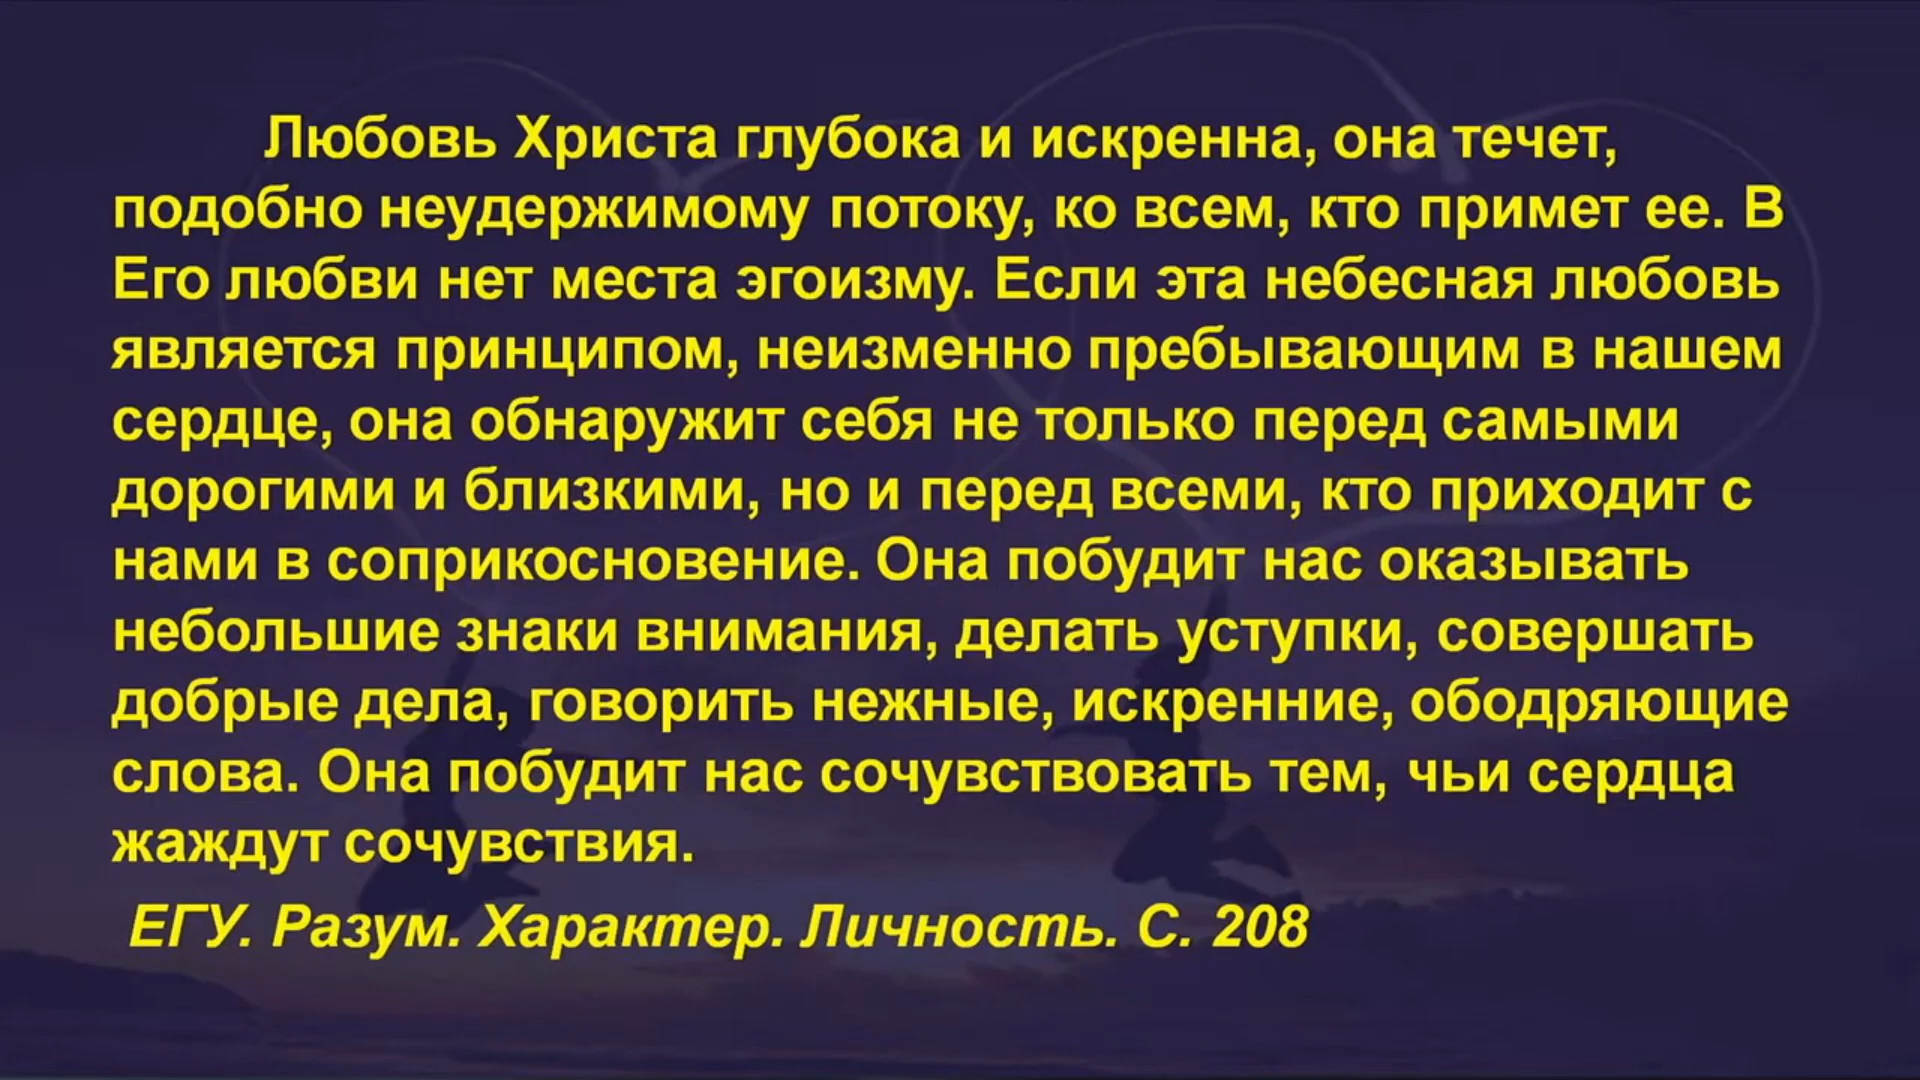 Любовь Христа глубока и искренна, она течет,
подобно неудержимому потоку, ко всем, кто примет ее. В
Его любви нет места эгоизму. Если эта небесная любовь
является принципом, неизменно пребывающим в нашем
сердце, она обнаружит себя не только перед самыми
дорогими и близкими, но и перед всеми, кто приходит с
нами в соприкосновение. Она побудит нас оказывать
небольшие знаки внимания, делать уступки, совершать
добрые дела, говорить нежные, искренние, ободряющие
слова. Она побудит нас сочувствовать тем, чьи сердца
жаждут сочувствия.
ЕГУ. Разум. Характер. Личность. С. 208